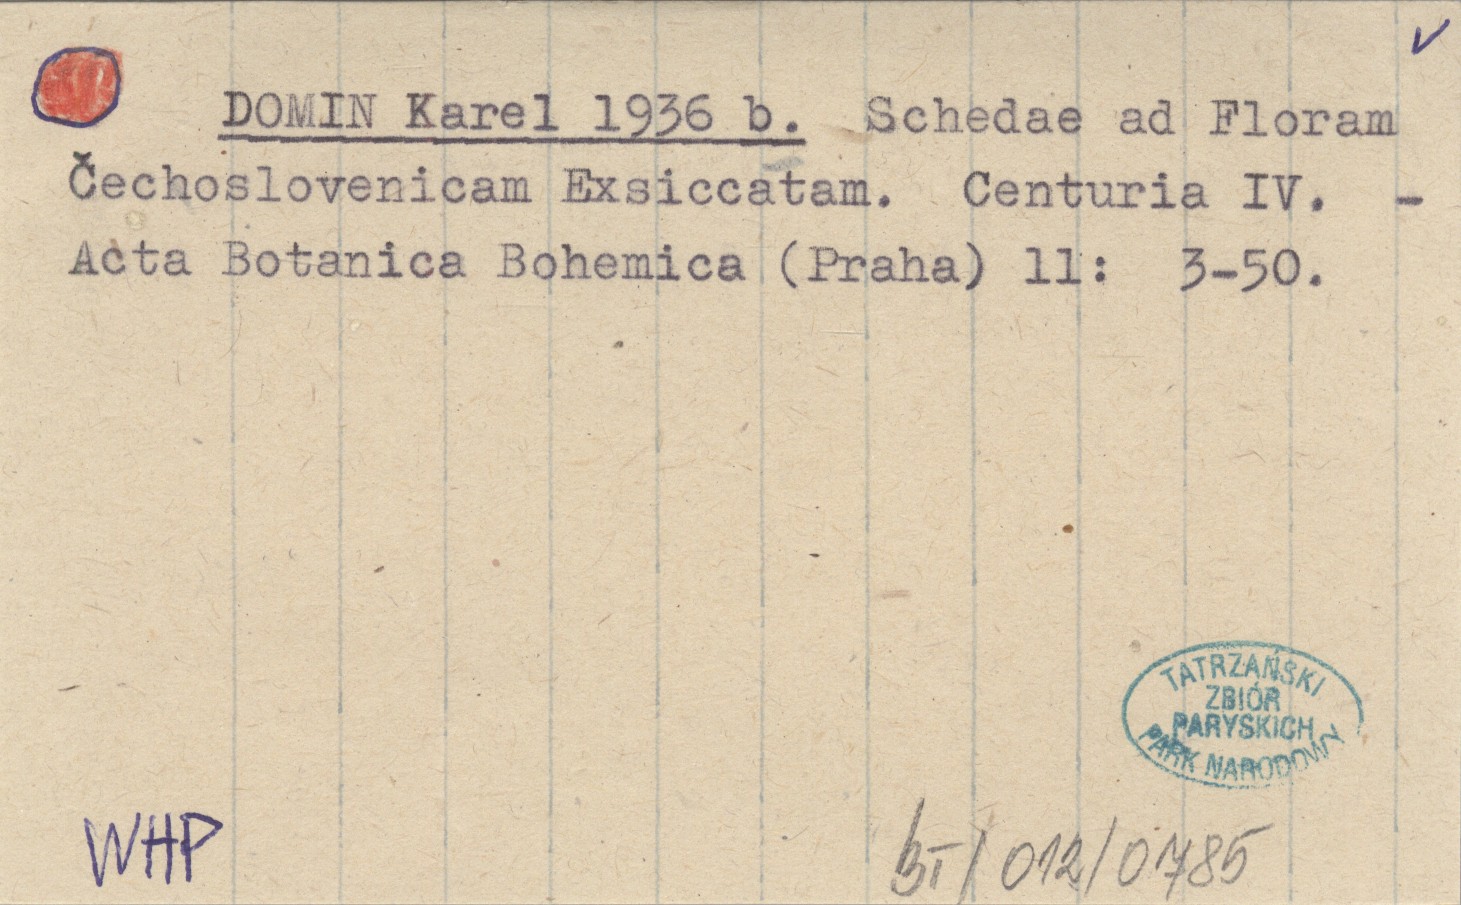 ✓
DOMIN Karel 1936 b. Schedae ad Floram
Čechoslovenicam Exsiccatam. Centuria IV. -
Acta Botanica Bohemica (Praha) 11: 3-50.
TATRZAŃSKI
ZBIÓR
PARYSKICH
PARK NARODOWY
WHP
BT/012/0785